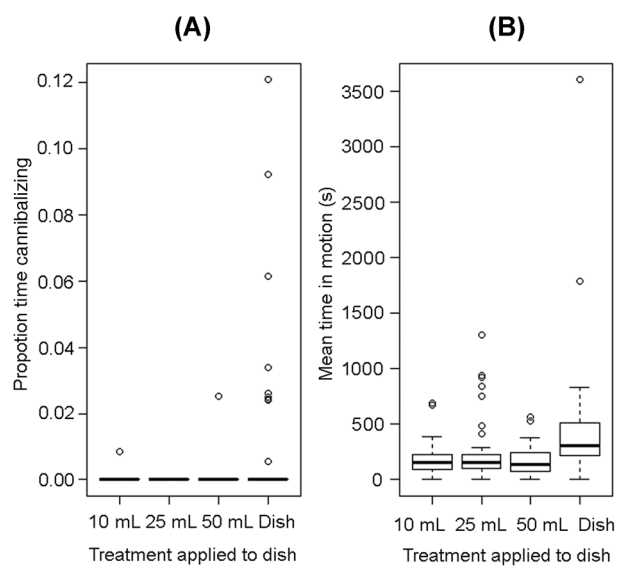 (A)
Propotion time cannibalizing
0.12
0.10
0.08
0.06
0.04
0.02
0.00
10 mL 25 mL 50 mL Dish
Treatment applied to dish
(B)
Mean time in motion (s)
3500
3000
2500
2000
1500
1000
500
0
10 mL 25 mL 50 mL Dish
Treatment applied to dish